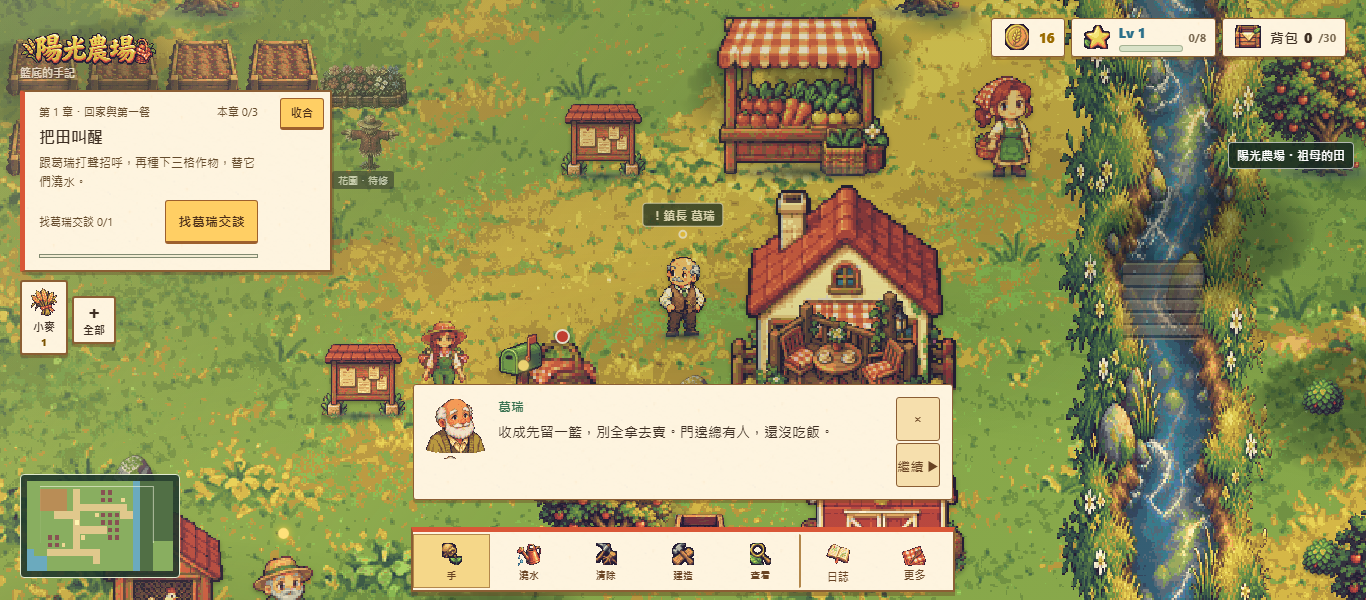 陽光農場
籃底的手記
第 1 章 · 回家與第一餐
本章 0/3
收合
把田叫醒
跟葛瑞打聲招呼，再種下三格作物，替它
們澆水。
找葛瑞交談 0/1
找葛瑞交談
小麥
1
+
全部
花園 · 待修
! 鎮長 葛瑞
16
Lv 1
0/8
背包 0 /30
陽光農場 · 祖母的田
葛瑞
收成先留一籃，別全拿去賣。門邊總有人，還沒吃飯。
×
繼續 ▶
手
澆水
清除
建造
查看
日誌
更多